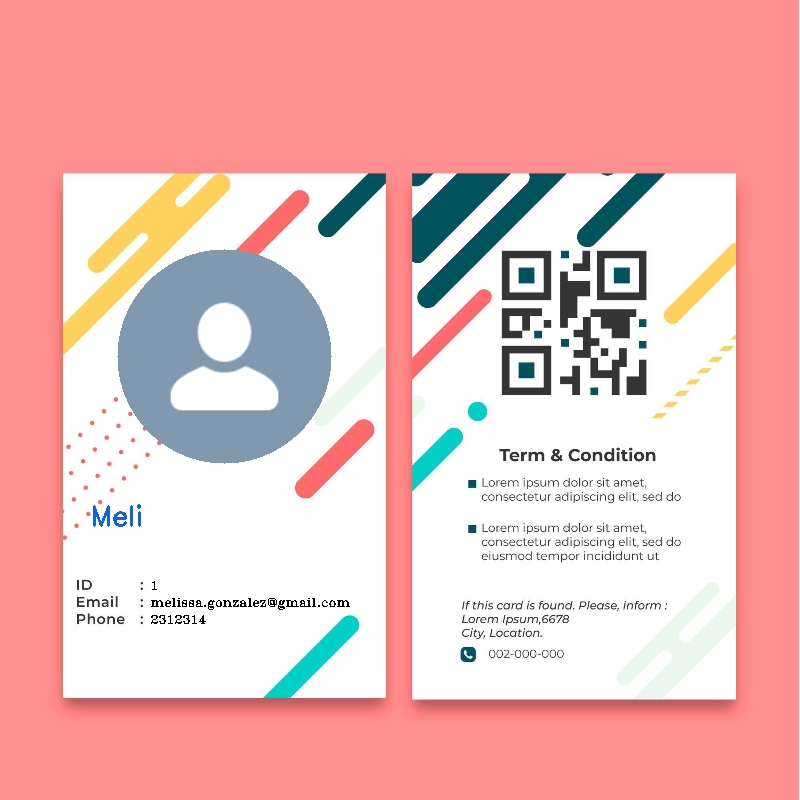 Meli
ID : 1
Email : melissa.gonzalez@gmail.com
Phone : 2312314
Term & Condition
Lorem ipsum dolor sit amet,
consectetur adipiscing elit, sed do
Lorem ipsum dolor sit amet,
consectetur adipiscing elit, sed do
eiusmod tempor incididunt ut
If this card is found. Please, inform :
Lorem Ipsum,6678
City, Location.
002-000-000